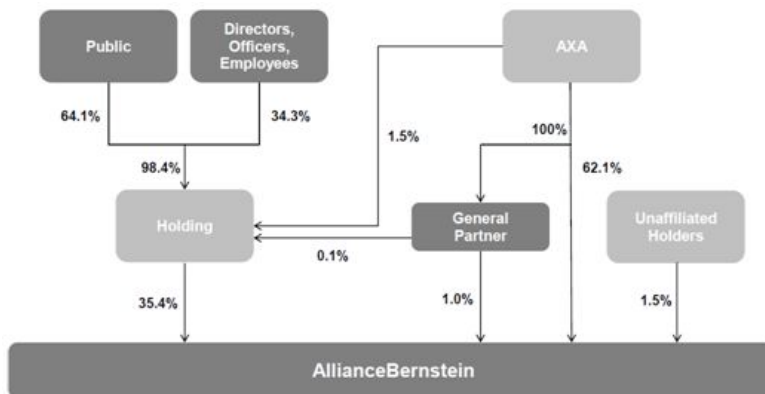 Public
Directors,
Officers,
Employees
AXA
64.1%
34.3%
1.5%
100%
98.4%
62.1%
Holding
General
Partner
Unaffiliated
Holders
0.1%
35.4%
1.0%
1.5%
AllianceBernstein